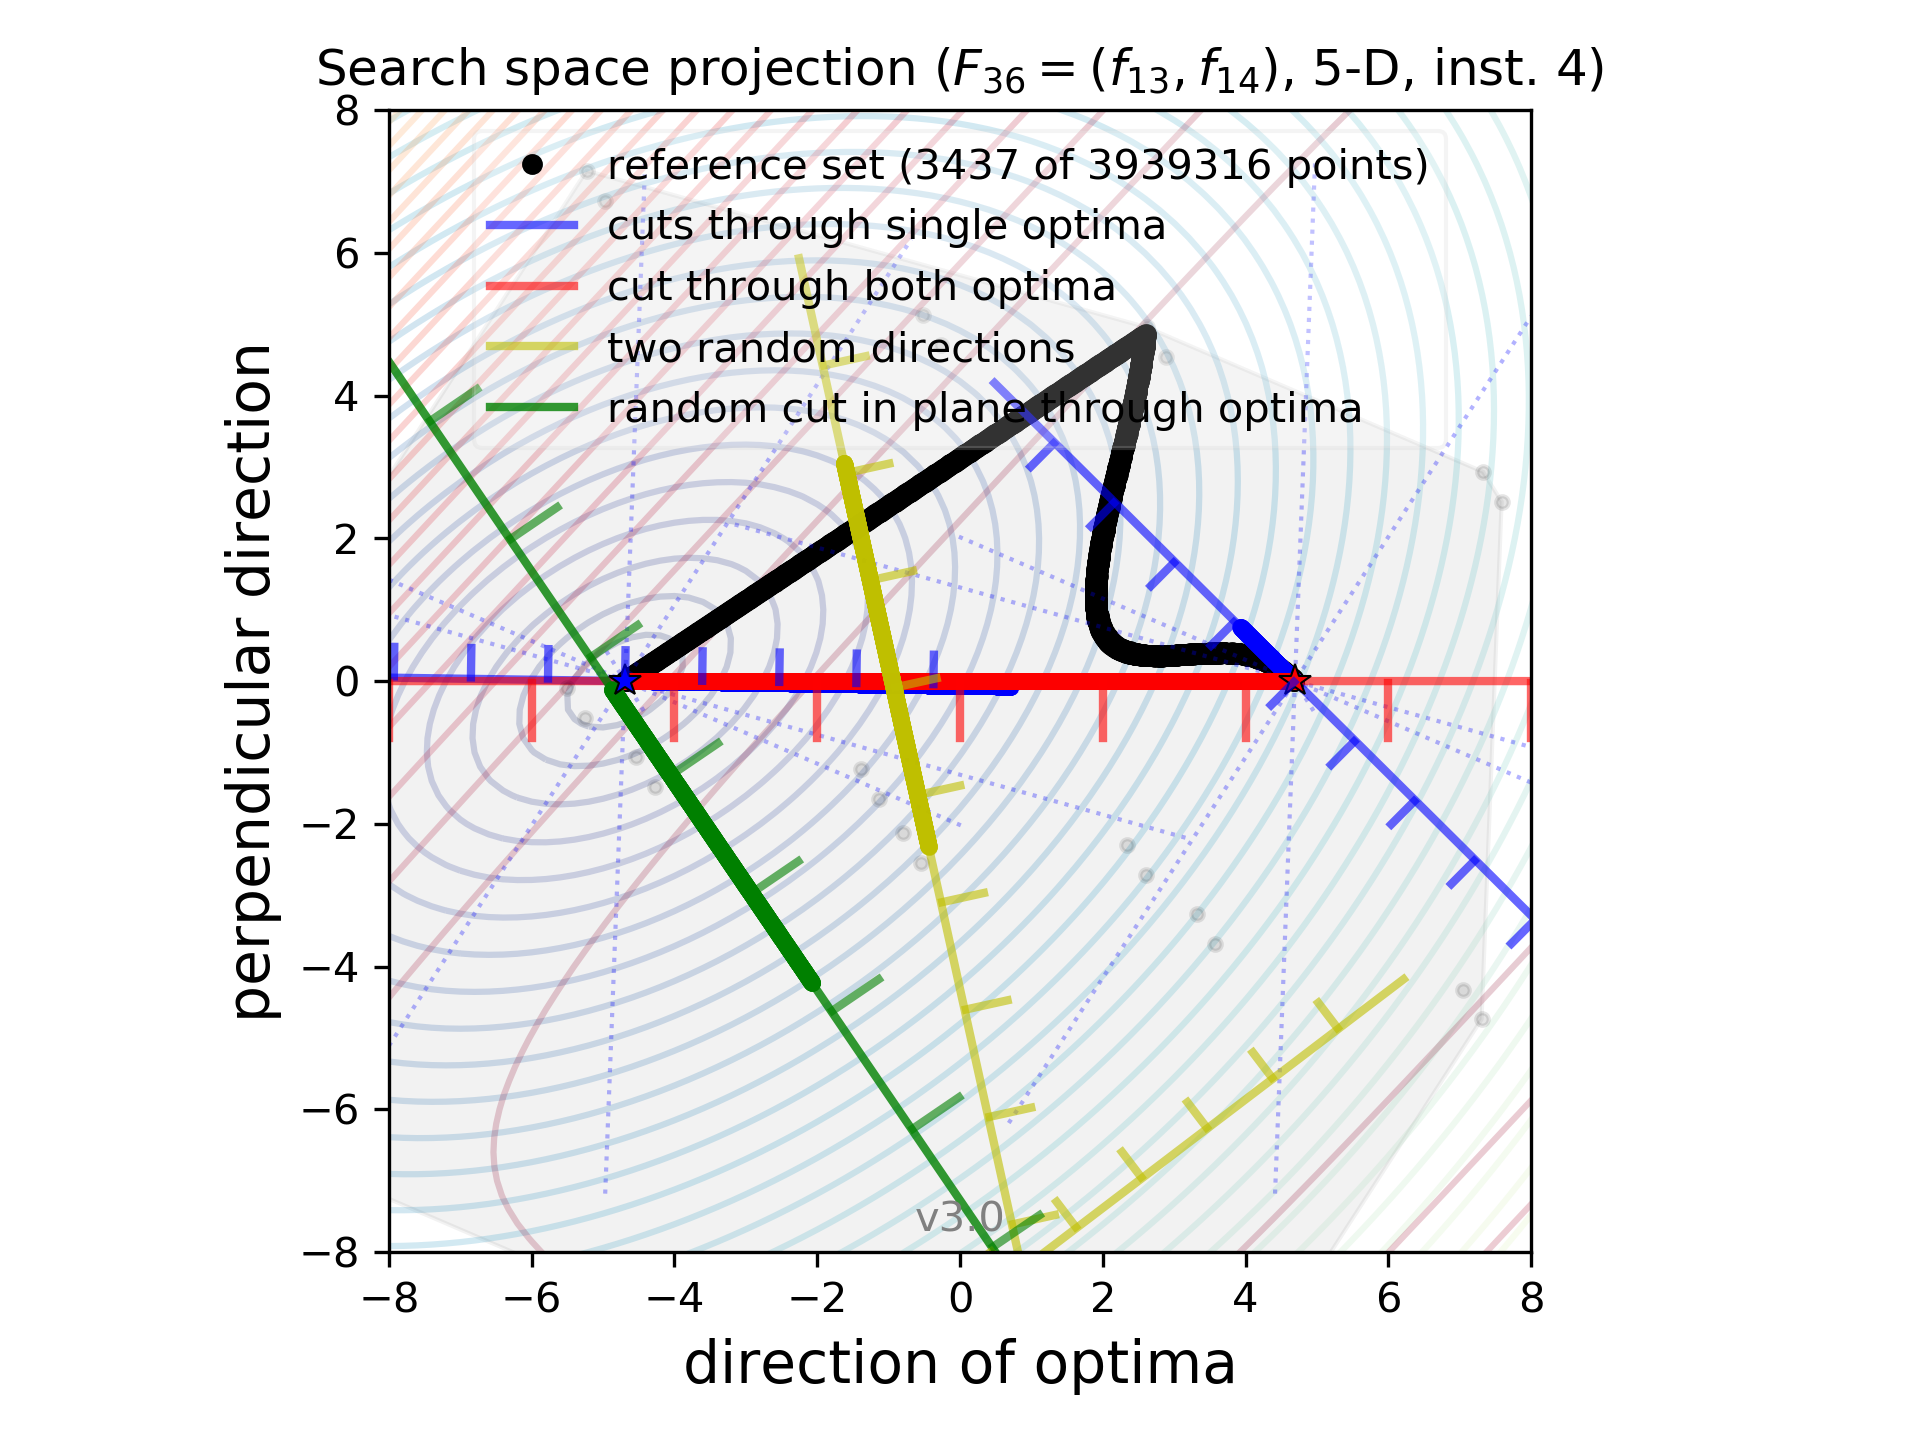 Search space projection (F36 = (f13, f14), 5-D, inst. 4)
reference set (3437 of 3939316 points)
cuts through single optima
cut through both optima
two random directions
random cut in plane through optima
perpendicular direction
8
6
4
2
0
−2
−4
−6
−8
v3.0
−8 −6 −4 −2 0 2 4 6 8
direction of optima